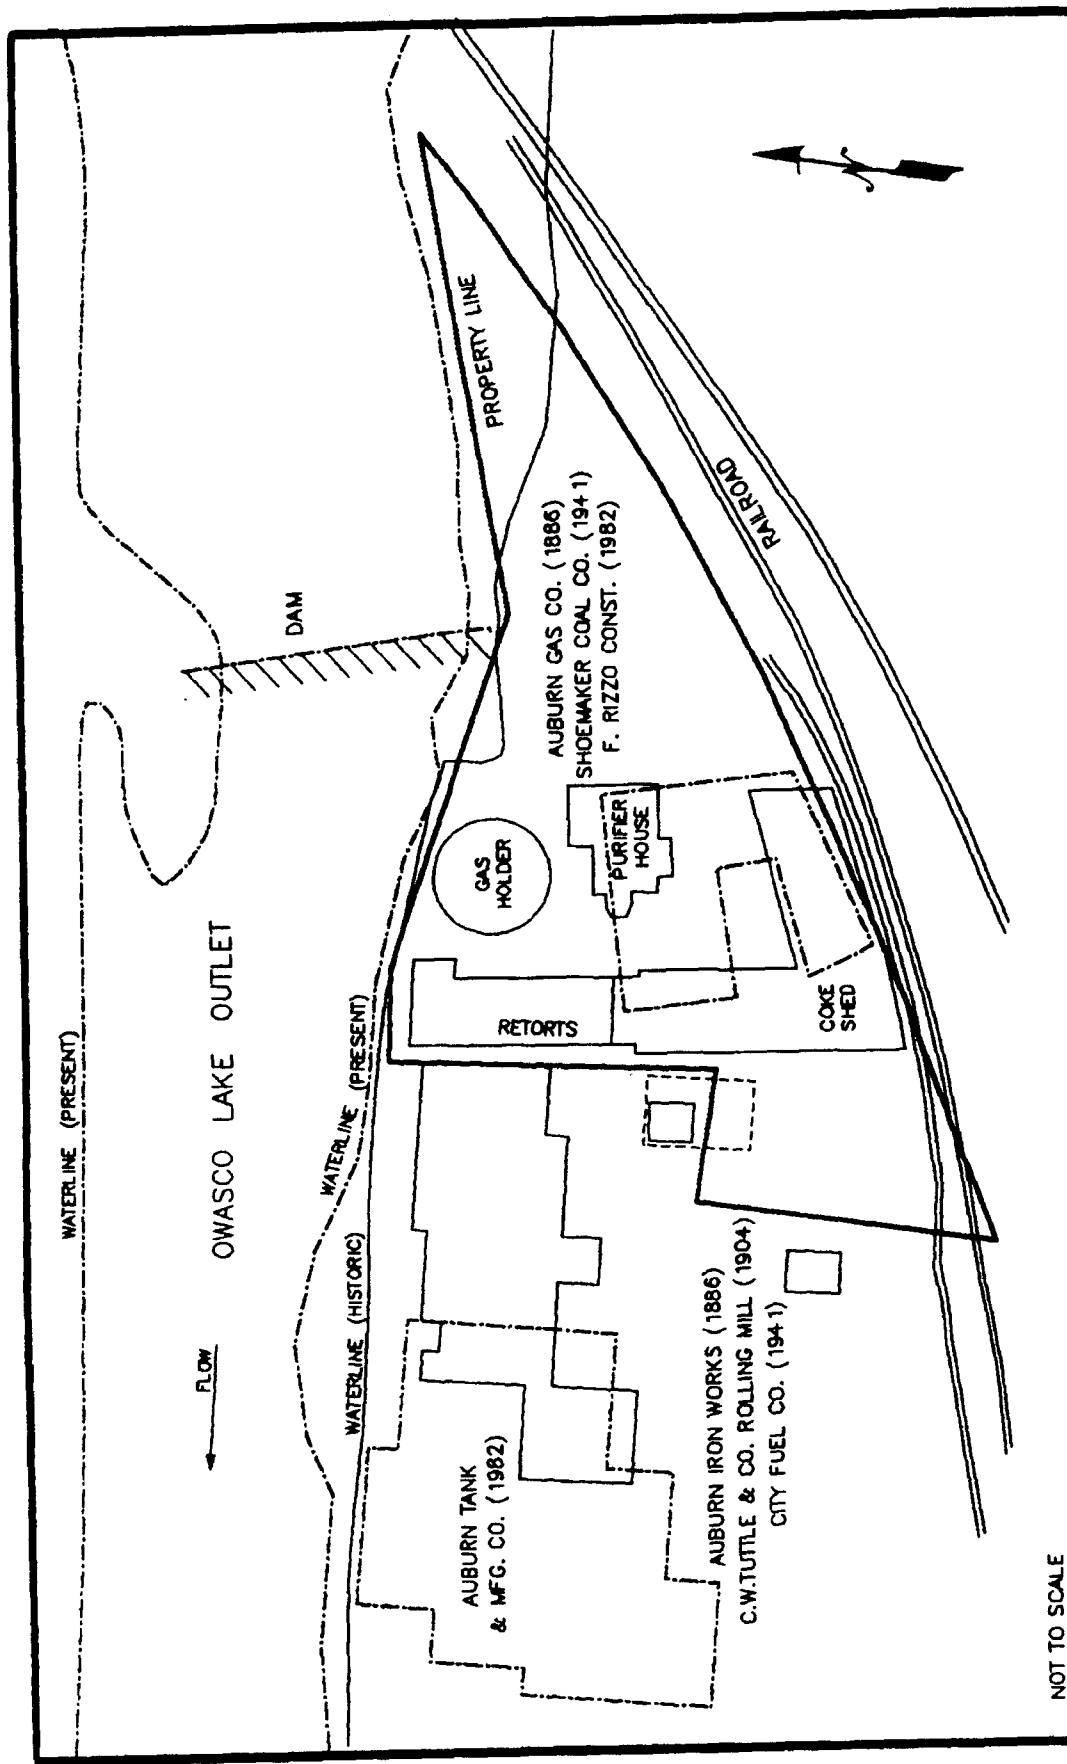 WATERLINE (PRESENT)
OWASCO LAKE OUTLET
FLOW
DAM
WATERLINE (PRESENT)
WATERLINE (HISTORIC)
PROPERTY LINE
GAS
HOLDER
RETORTS
PURIFIER
HOUSE
COKE
SHED
AUBURN GAS CO. (1886)
SHOEMAKER COAL CO. (1941)
F. RIZZO CONST. (1982)
RAILROAD
AUBURN TANK
& MFG. CO. (1982)
AUBURN IRON WORKS (1886)
C.W.TUTTLE & CO. ROLLING MILL (1904)
CITY FUEL CO. (1941)
NOT TO SCALE